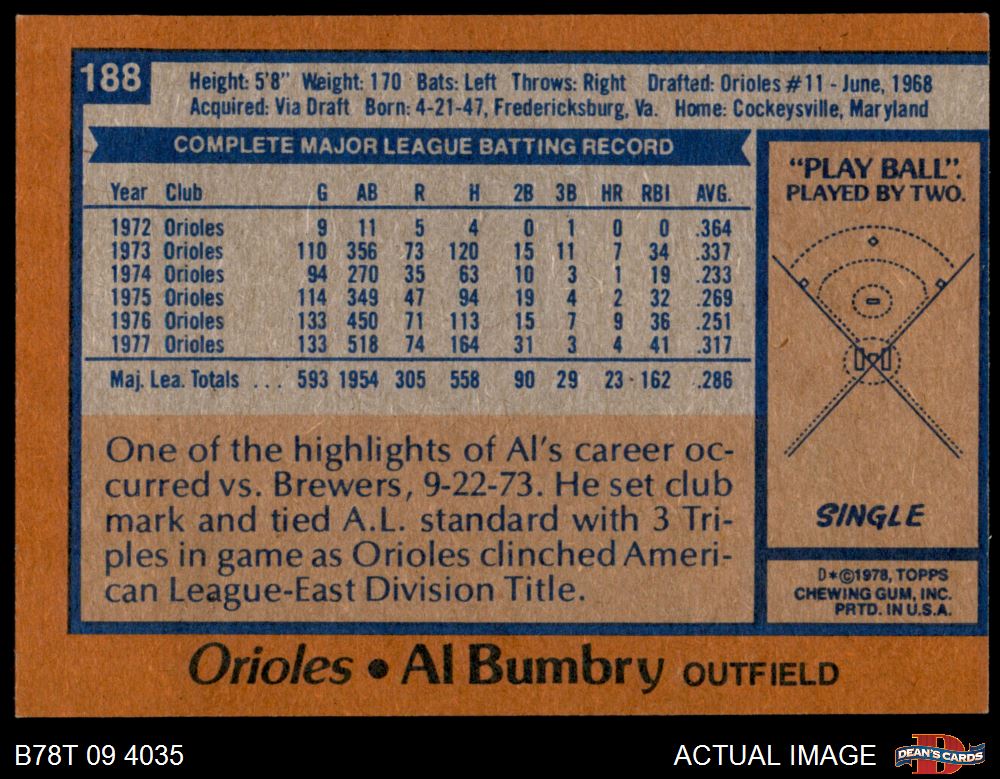 188
Height: 5'8" Weight: 170 Bats: Left Throws: Right Drafted: Orioles #11 - June, 1968
Acquired: Via Draft Born: 4-21-47, Fredericksburg, Va. Home: Cockeysville, Maryland
COMPLETE MAJOR LEAGUE BATTING RECORD
Year Club G AB R H 2B 3B HR RBI AVG.
1972 Orioles 9 11 5 4 0 1 0 0 .364
1973 Orioles 110 356 73 120 15 11 7 34 .337
1974 Orioles 94 270 35 63 10 3 1 19 .233
1975 Orioles 114 349 47 94 19 4 2 32 .269
1976 Orioles 133 450 71 113 15 7 9 36 .251
1977 Orioles 133 518 74 164 31 3 4 41 .317
Maj. Lea. Totals . . . 593 1954 305 558 90 29 23 162 .286
One of the highlights of Al's career oc-
curred vs. Brewers, 9-22-73. He set club
mark and tied A.L. standard with 3 Tri-
ples in game as Orioles clinched Ameri-
can League-East Division Title.
"PLAY BALL".
PLAYED BY TWO.
SINGLE
D*©1978, TOPPS
CHEWING GUM, INC.
PRTD. IN U.S.A.
Orioles • Al Bumbry OUTFIELD
B78T 09 4035
ACTUAL IMAGE
DEAN'S CARDS